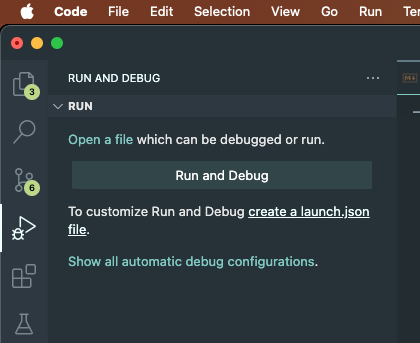 Code File Edit Selection View Go Run
RUN AND DEBUG
3
RUN
Open a file which can be debugged or run.
Run and Debug
6
To customize Run and Debug create a launch.json
file.
Show all automatic debug configurations.